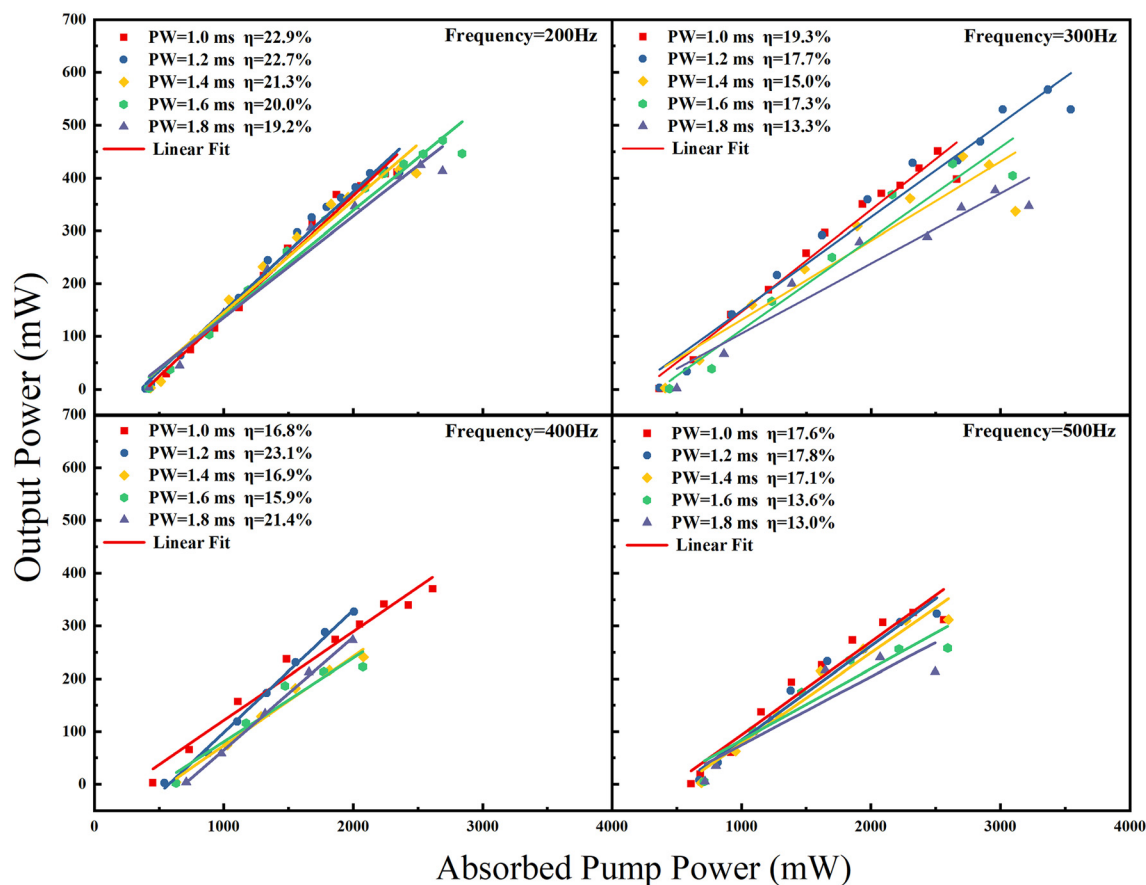 700
600
500
400
300
200
100
0
PW=1.0 ms η=22.9%
PW=1.2 ms η=22.7%
PW=1.4 ms η=21.3%
PW=1.6 ms η=20.0%
PW=1.8 ms η=19.2%
Linear Fit
Frequency=200Hz
PW=1.0 ms η=19.3%
PW=1.2 ms η=17.7%
PW=1.4 ms η=15.0%
PW=1.6 ms η=17.3%
PW=1.8 ms η=13.3%
Linear Fit
Frequency=300Hz
Output Power (mW)
700
600
500
400
300
200
100
0
PW=1.0 ms η=16.8%
PW=1.2 ms η=23.1%
PW=1.4 ms η=16.9%
PW=1.6 ms η=15.9%
PW=1.8 ms η=21.4%
Linear Fit
Frequency=400Hz
PW=1.0 ms η=17.6%
PW=1.2 ms η=17.8%
PW=1.4 ms η=17.1%
PW=1.6 ms η=13.6%
PW=1.8 ms η=13.0%
Linear Fit
Frequency=500Hz
0 1000 2000 3000 4000 1000 2000 3000 4000
Absorbed Pump Power (mW)